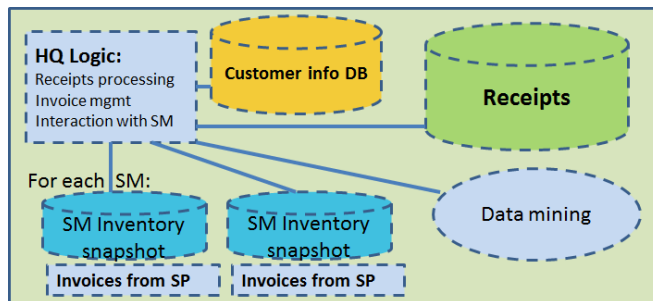 HQ Logic:
Receipts processing
Invoice mgmt
Interaction with SM
Customer info DB
Receipts
For each SM:
SM Inventory
snapshot
SM Inventory
snapshot
Data mining
Invoices from SP
Invoices from SP